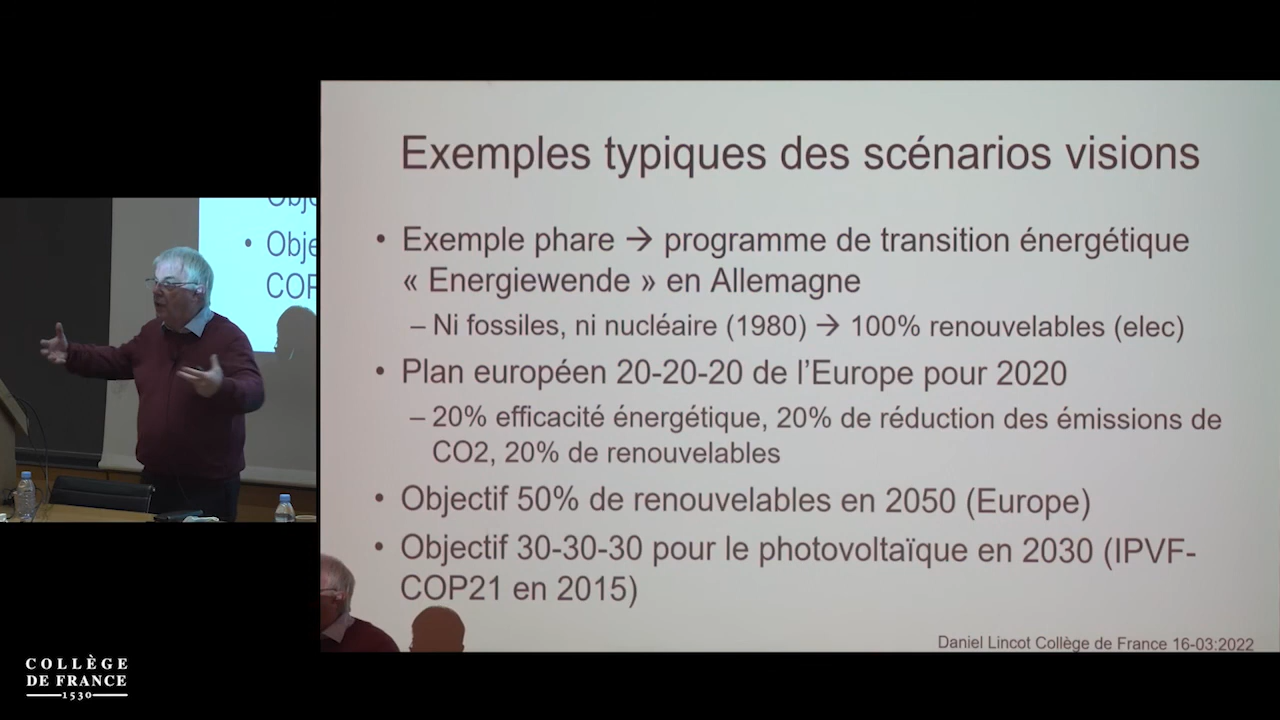 Exemples typiques des scénarios visions
• Exemple phare → programme de transition énergétique
« Energiewende » en Allemagne
– Ni fossiles, ni nucléaire (1980) → 100% renouvelables (elec)
• Plan européen 20-20-20 de l'Europe pour 2020
– 20% efficacité énergétique, 20% de réduction des émissions de
CO2, 20% de renouvelables
• Objectif 50% de renouvelables en 2050 (Europe)
• Objectif 30-30-30 pour le photovoltaïque en 2030 (IPVF-
COP21 en 2015)
Daniel Lincot Collège de France 16-03:2022
• Obje
COP
COLLÈGE
DE FRANCE
1530